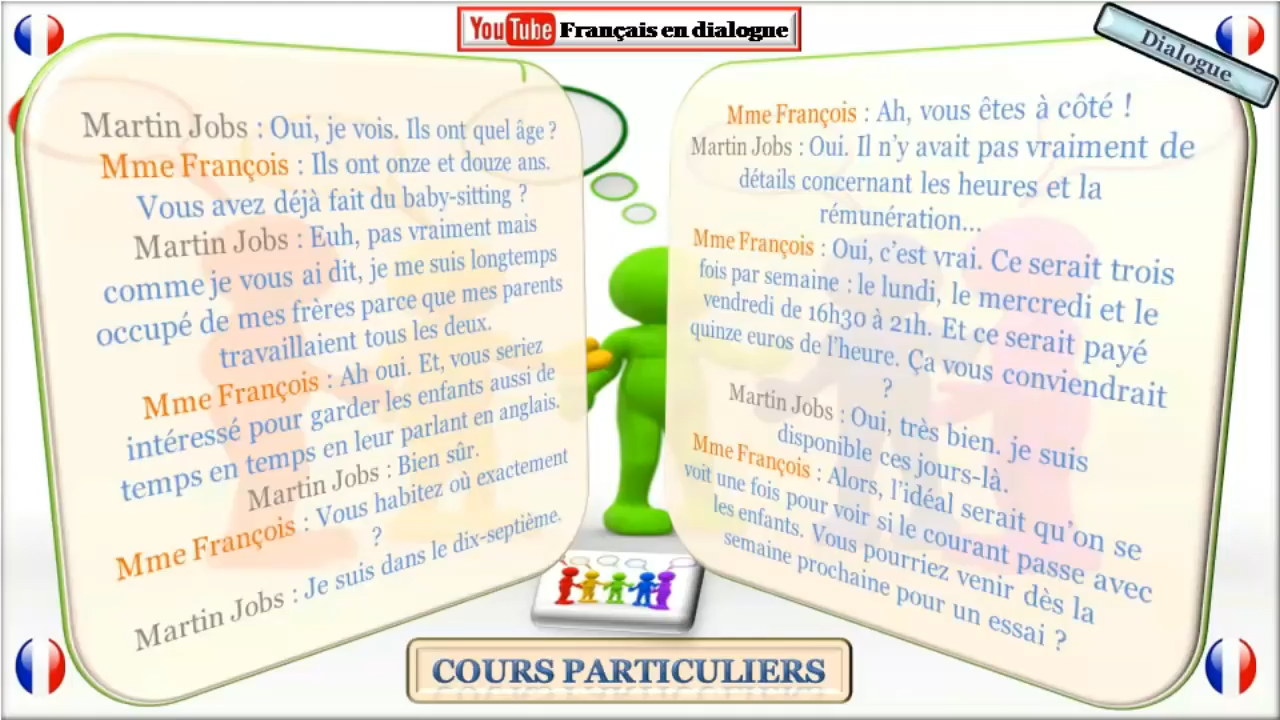 YouTube Français en dialogue
Dialogue
Martin Jobs : Oui, je vois. Ils ont quel âge ?
Mme François : Ils ont onze et douze ans.
Vous avez déjà fait du baby-sitting ?
Martin Jobs : Euh, pas vraiment mais
comme je vous ai dit, je me suis longtemps
occupé de mes frères parce que mes parents
travaillaient tous les deux.
Mme François : Ah oui. Et, vous seriez
intéressé pour garder les enfants aussi de
temps en temps en leur parlant en anglais.
Martin Jobs : Bien sûr.
Mme François : Vous habitez où exactement
?
Martin Jobs : Je suis dans le dix-septième.
Mme François : Ah, vous êtes à côté !
Martin Jobs : Oui. Il n’y avait pas vraiment de
détails concernant les heures et la
rémunération...
Mme François : Oui, c’est vrai. Ce serait trois
fois par semaine : le lundi, le mercredi et le
vendredi de 16h30 à 21h. Et ce serait payé
quinze euros de l’heure. Ça vous conviendrait
?
Martin Jobs : Oui, très bien. je suis
disponible ces jours-là.
Mme François : Alors, l’idéal serait qu’on se
voit une fois pour voir si le courant passe avec
les enfants. Vous pourriez venir dès la
semaine prochaine pour un essai ?
COURS PARTICULIERS